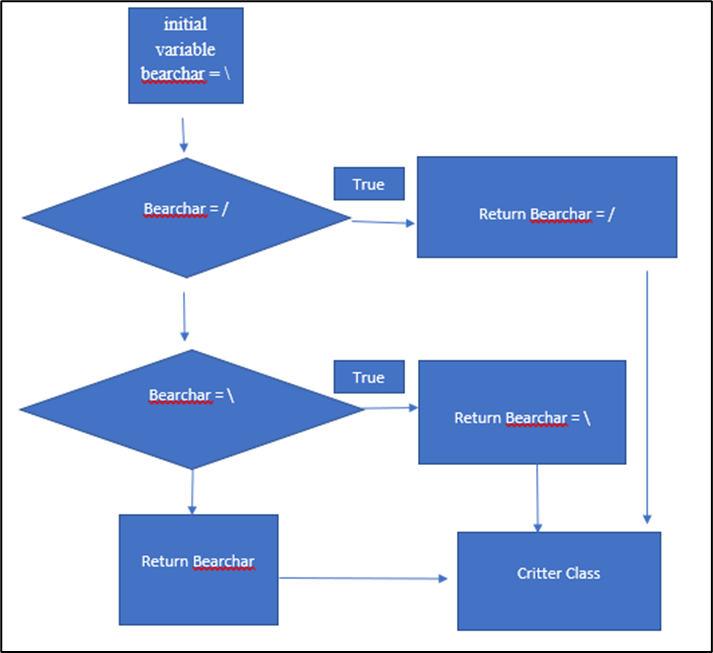 initial
variable
bearchar = \
Bearchar = /
True
Return Bearchar = /
Bearchar = \
True
Return Bearchar = \
Return Bearchar
Critter Class